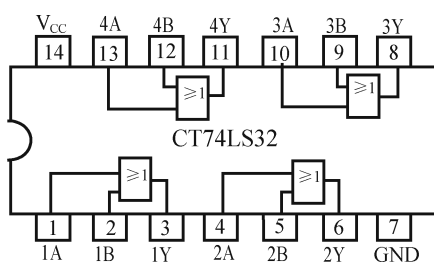 V_CC 4A 4B 4Y 3A 3B 3Y
14 13 12 11 10 9 8
≥1 ≥1
CT74LS32
≥1 ≥1
1 2 3 4 5 6 7
1A 1B 1Y 2A 2B 2Y GND